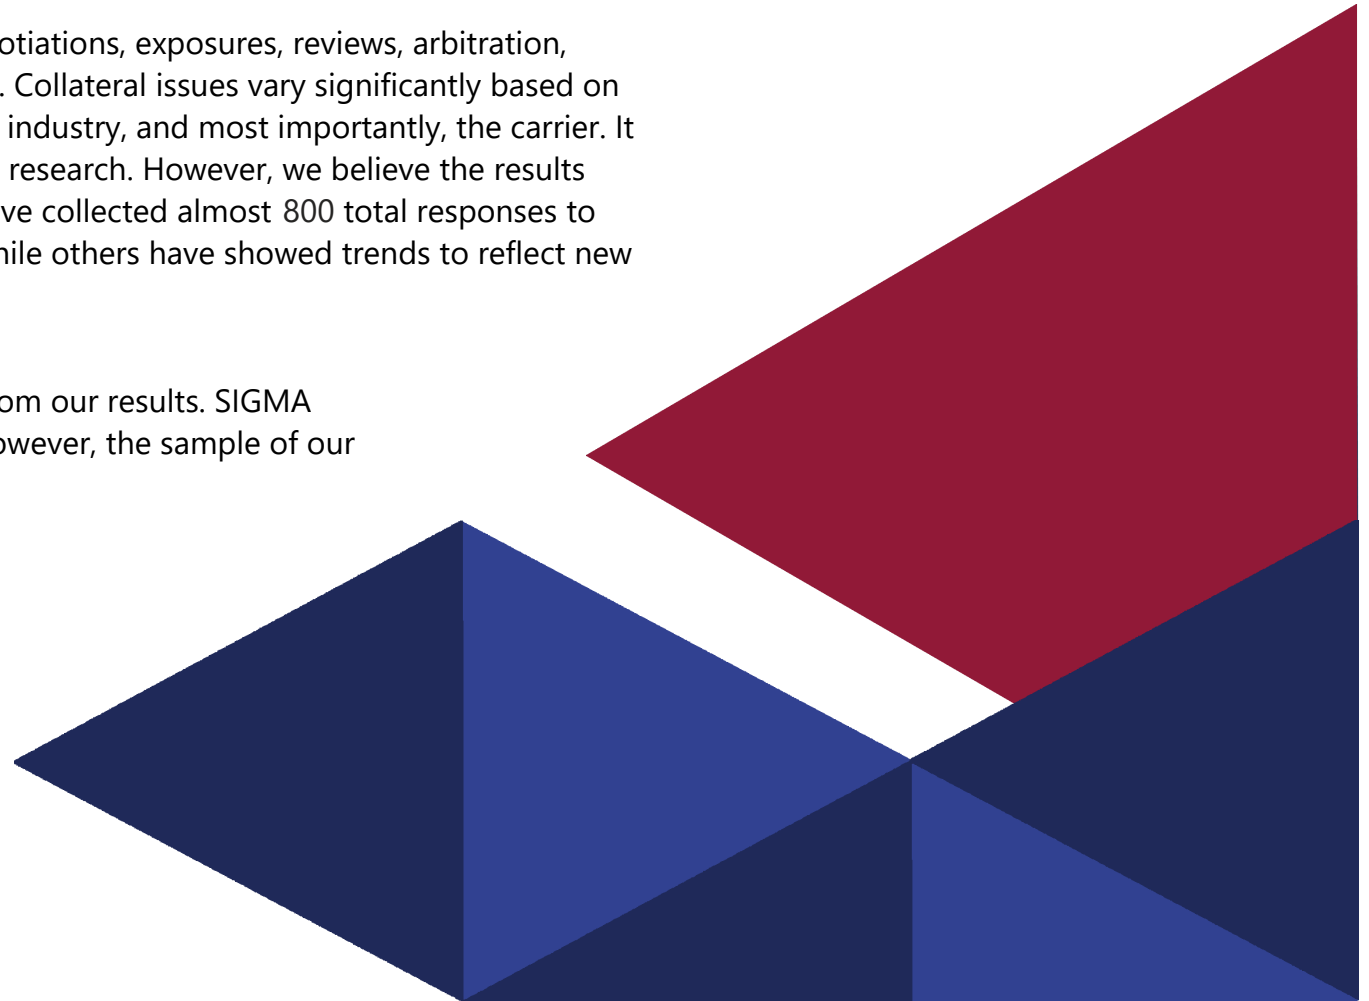 otiations, exposures, reviews, arbitration,
. Collateral issues vary significantly based on
industry, and most importantly, the carrier. It
research. However, we believe the results
ve collected almost 800 total responses to
hile others have showed trends to reflect new
om our results. SIGMA
owever, the sample of our